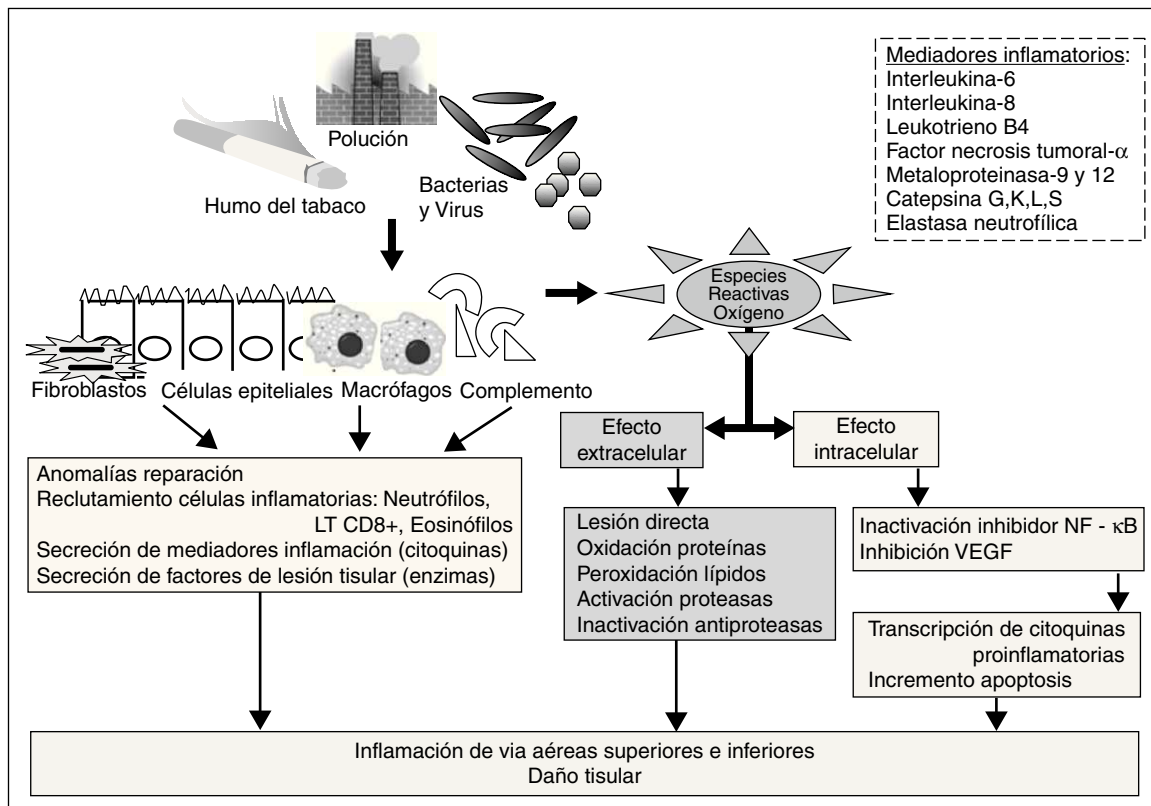 Mediadores inflamatorios:
Interleukina-6
Interleukina-8
Leukotrieno B4
Factor necrosis tumoral-α
Metaloproteinasa-9 y 12
Catepsina G,K,L,S
Elastasa neutrofílica
Polución
Humo del tabaco
Bacterias
y Virus
Especies
Reactivas
Oxígeno
Fibroblastos
Células epiteliales
Macrófagos
Complemento
Efecto
extracelular
Efecto
intracelular
Anomalías reparación
Reclutamiento células inflamatorias: Neutrófilos,
LT CD8+, Eosinófilos
Secreción de mediadores inflamación (citoquinas)
Secreción de factores de lesión tisular (enzimas)
Lesión directa
Oxidación proteínas
Peroxidación lípidos
Activación proteasas
Inactivación antiproteasas
Inactivación inhibidor NF - κB
Inhibición VEGF
Transcripción de citoquinas
proinflamatorias
Incremento apoptosis
Inflamación de via aéreas superiores e inferiores
Daño tisular